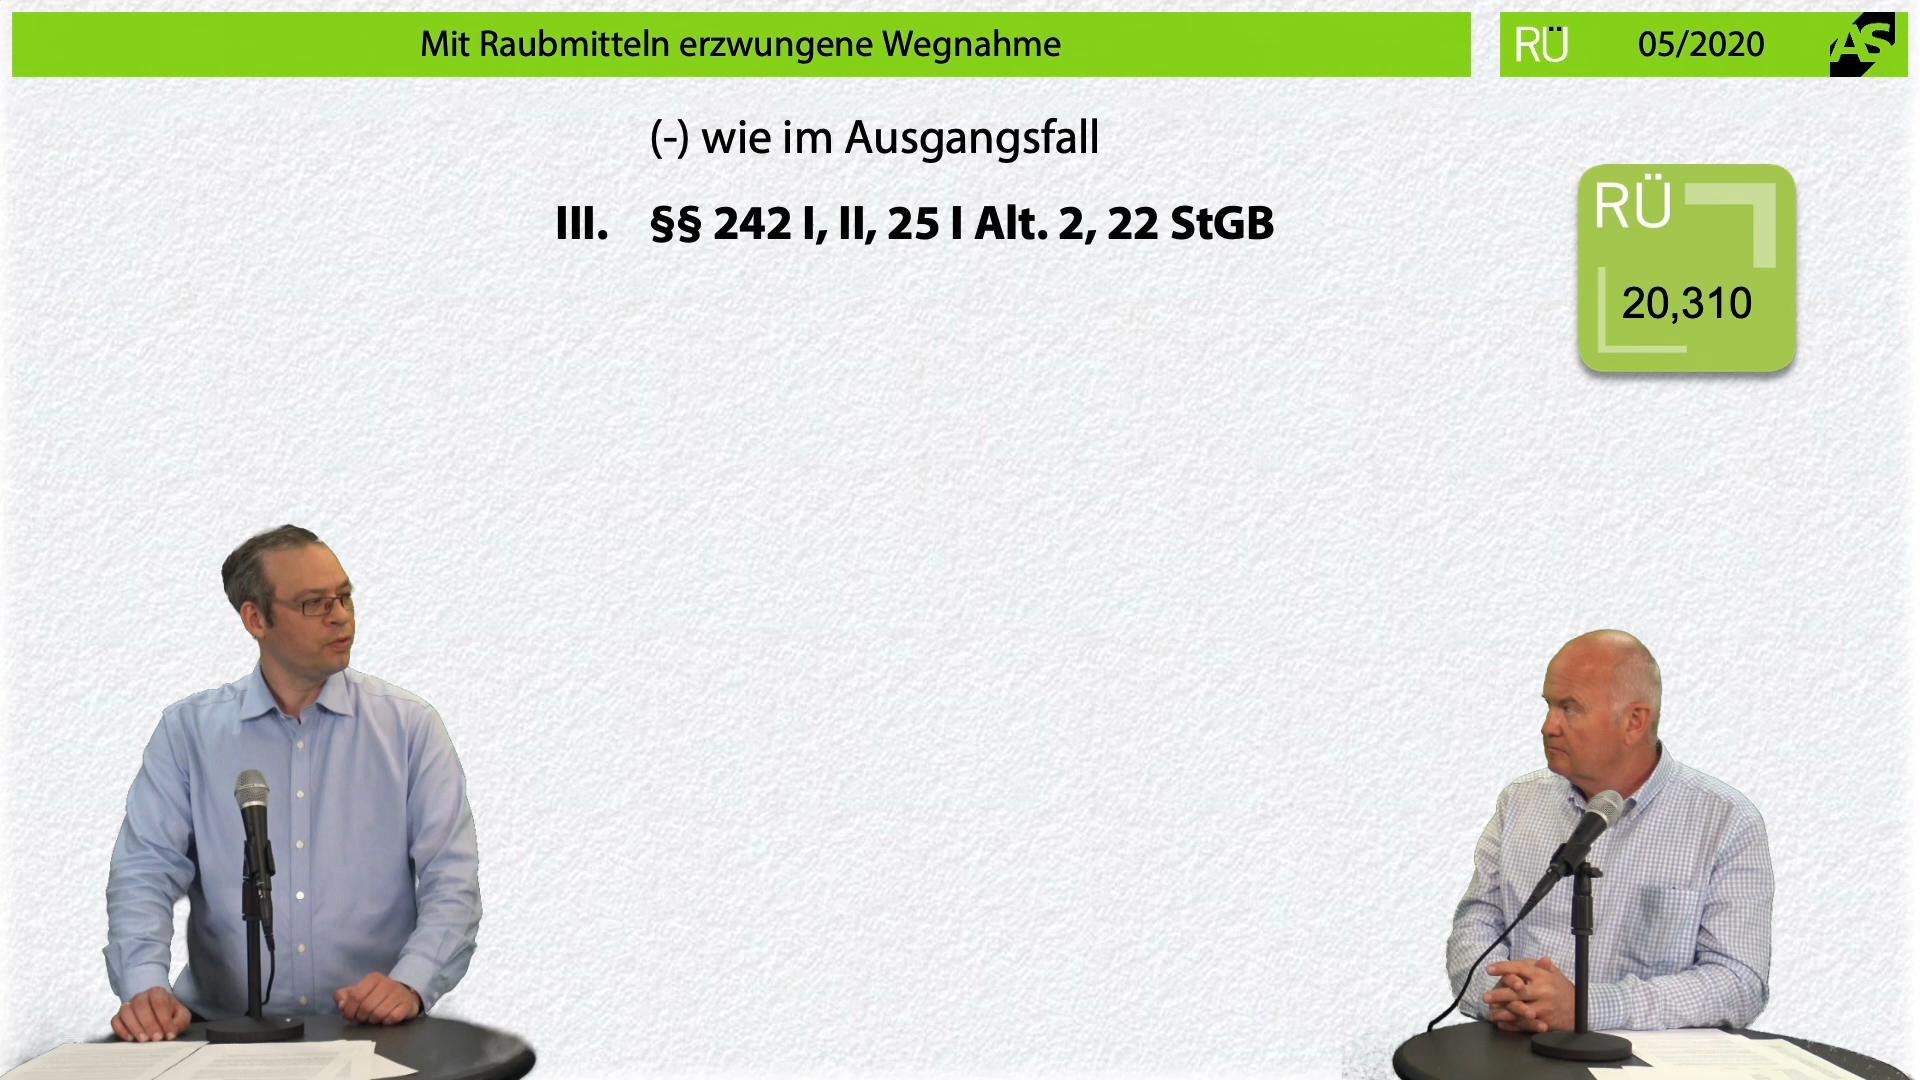 Mit Raubmitteln erzwungene Wegnahme
RÜ 05/2020 AS
(-) wie im Ausgangsfall
III. §§ 242 I, II, 25 I Alt. 2, 22 StGB
RÜ
20,310